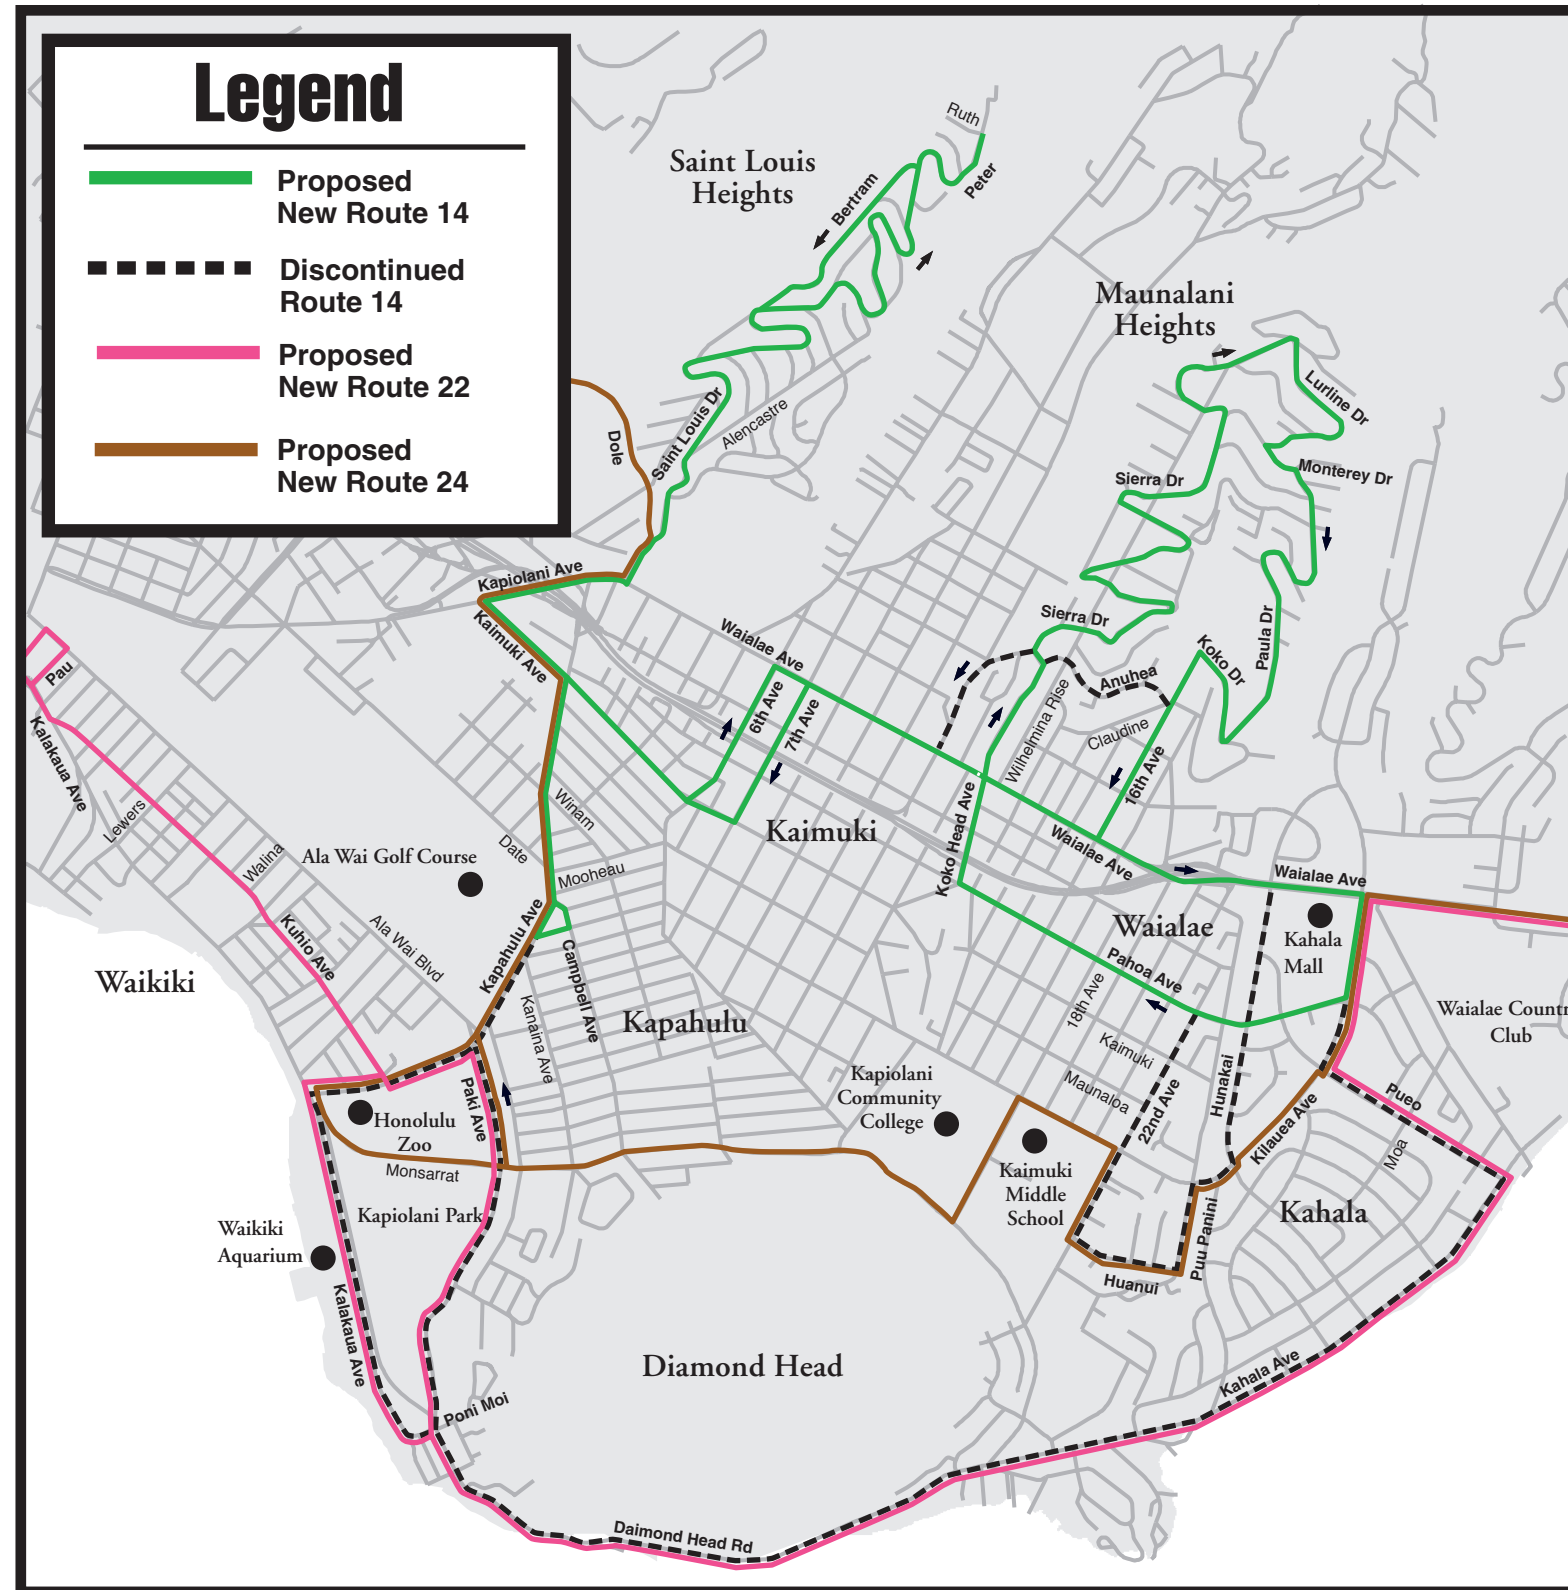 Legend
Proposed
New Route 14
Discontinued
Route 14
Proposed
New Route 22
Proposed
New Route 24
Ruth
Saint Louis
Heights
Peter
Bertram
Maunalani
Heights
Lurline Dr
Saint Louis Dr
Alencastre
Dole
Monterey Dr
Sierra Dr
Kapiolani Ave
Kaimuki Ave
Waialae Ave
Sierra Dr
Paula Dr
Koko Dr
Anuhea
Pau
Kalakaua Ave
6th Ave
7th Ave
Wilhelmina Rise
Claudine
16th Ave
Lewers
Winam
Date
Kaimuki
Koko Head Ave
Waialae Ave
Walina
Ala Wai Golf Course
Mooheau
Waialae Ave
Kuhio Ave
Ala Wai Blvd
Kapahulu Ave
Campbell Ave
Waialae
Kahala
Mall
Waikiki
Pahoa Ave
Kanaina Ave
Kapahulu
18th Ave
Waialae Countr
Club
Kaimuki
Kapiolani
Community
College
Maunaloa
22nd Ave
Hunakai
Pueo
Paki Ave
Honolulu
Zoo
Kilauea Ave
Moa
Monsarrat
Kaimuki
Middle
School
Kapiolani Park
Kahala
Waikiki
Aquarium
Puu Panini
Huanui
Kalakaua Ave
Diamond Head
Kahala Ave
Poni Moi
Daimond Head Rd